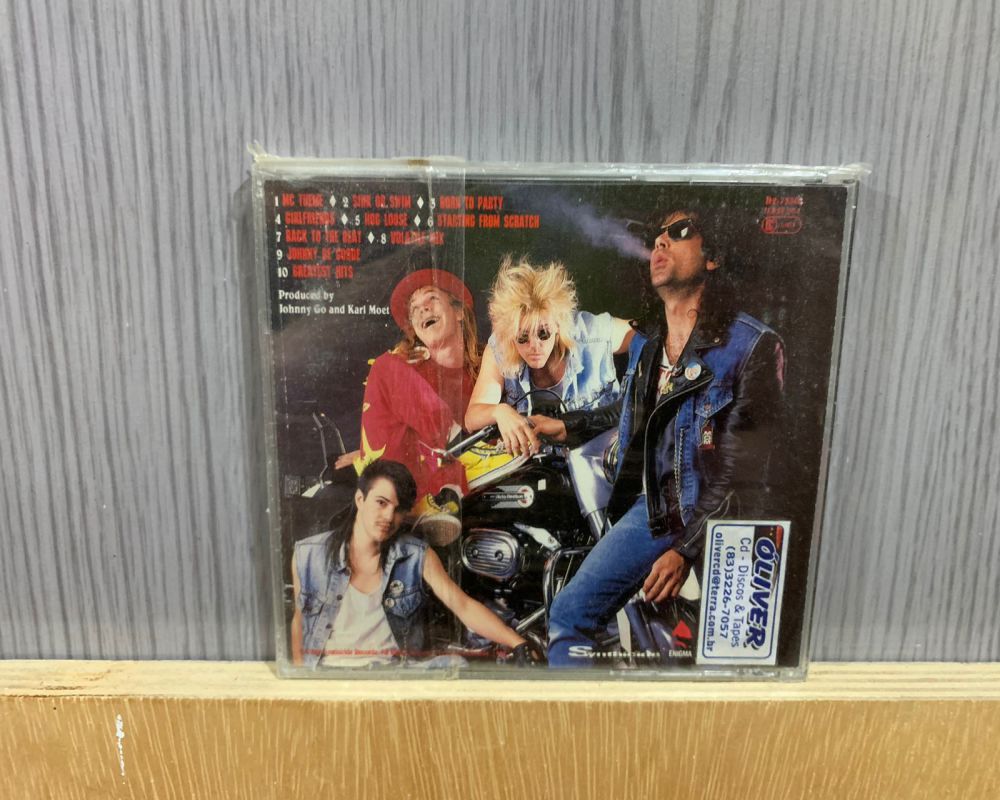 1 MC THEME ♦ 2 SINK OR SWIM ♦ 3 BORN TO PARTY
4 GIRLFRIENDS ♦ 5 HOG LOOSE ♦ 6 STARTING FROM SCRATCH
7 BACK TO THE BEAT ♦ 8 VOLATILE MIX
9 JOHNNY BE GOODE
10 GREATEST HITS
Produced by
Johnny Go and Karl Moet
Synthicide
ENIGMA
OLIVER
Cd - Discos & Tapes
(83)3226-7057
olivercd@terra.com.br